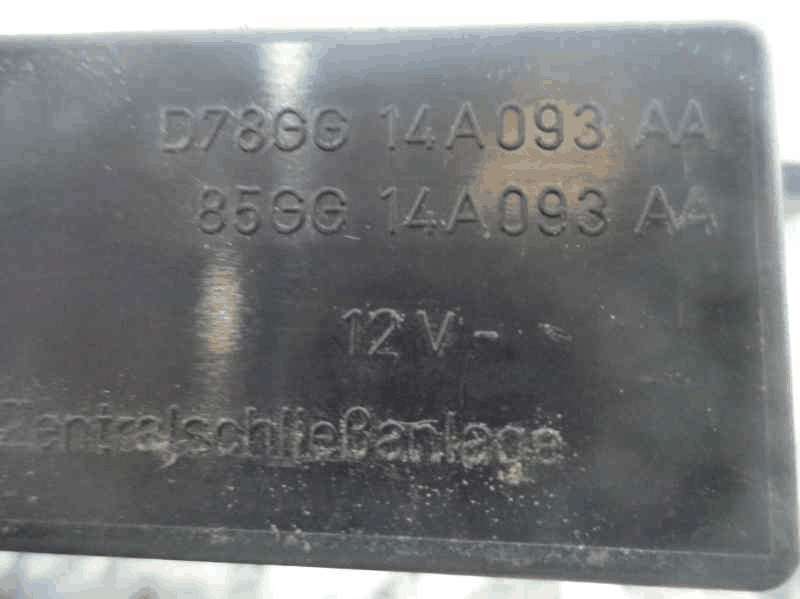 D78GG 14A093 AA
85GG 14A093 AA
12V-
Zentralschließanlage